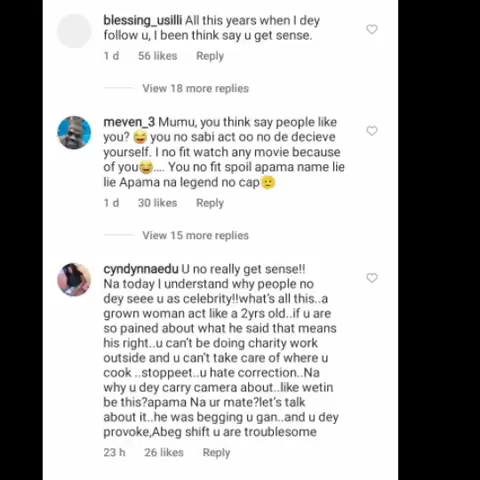 blessing_usilli All this years when I dey
follow u, I been think say u get sense.
1 d 56 likes Reply
View 18 more replies
meven_3 Mumu, you think say people like
you? 😂 you no sabi act oo no de decieve
yourself. I no fit watch any movie because
of you😂.... You no fit spoil apama name lie
lie Apama na legend no cap🙂
1 d 30 likes Reply
View 15 more replies
cyndynnaedu U no really get sense!!
Na today I understand why people no
dey seee u as celebrity!!what's all this..a
grown woman act like a 2yrs old..if u are
so pained about what he said that means
his right..u can't be doing charity work
outside and u can't take care of where u
cook ..stoppeet..u hate correction..Na
why u dey carry camera about..like wetin
be this?apama Na ur mate?let's talk
about it..he was begging u gan..and u dey
provoke,Abeg shift u are troublesome
23 h 26 likes Reply